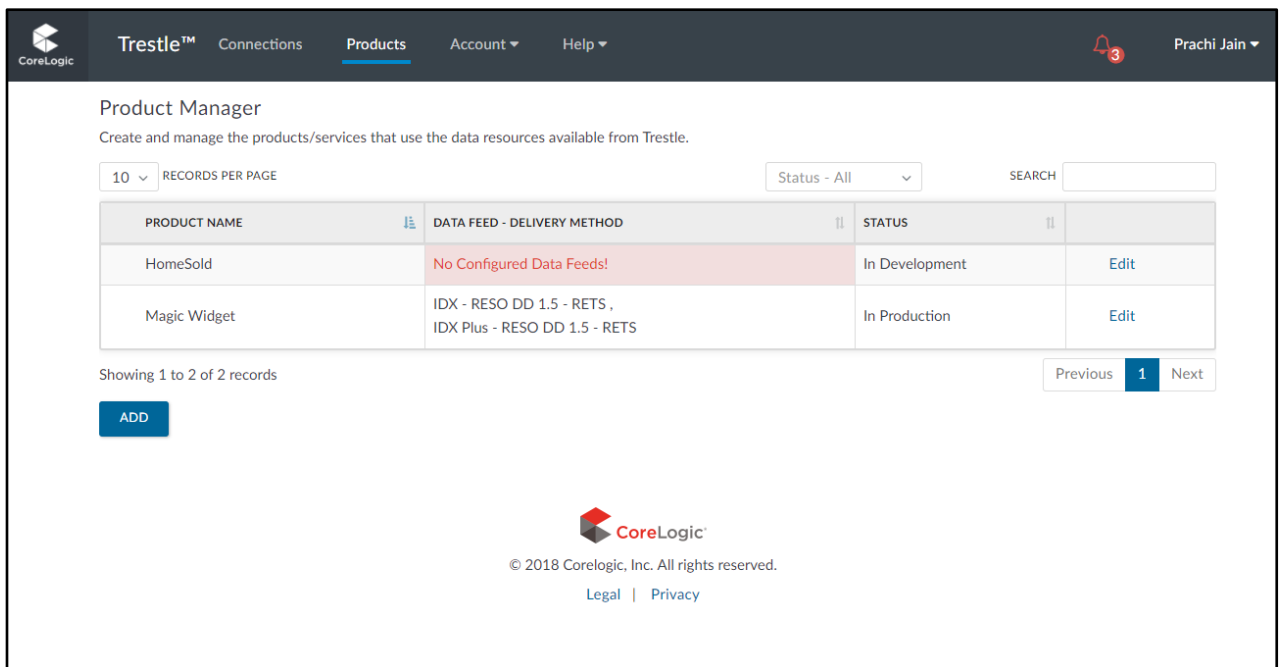 CoreLogic
Trestle™ Connections Products Account Help
3
Prachi Jain
Product Manager
Create and manage the products/services that use the data resources available from Trestle.
10 RECORDS PER PAGE
Status - All
SEARCH
PRODUCT NAME DATA FEED - DELIVERY METHOD STATUS
HomeSold No Configured Data Feeds! In Development Edit
Magic Widget IDX - RESO DD 1.5 - RETS , In Production Edit
IDX Plus - RESO DD 1.5 - RETS
Showing 1 to 2 of 2 records
Previous 1 Next
ADD
CoreLogic
© 2018 Corelogic, Inc. All rights reserved.
Legal | Privacy